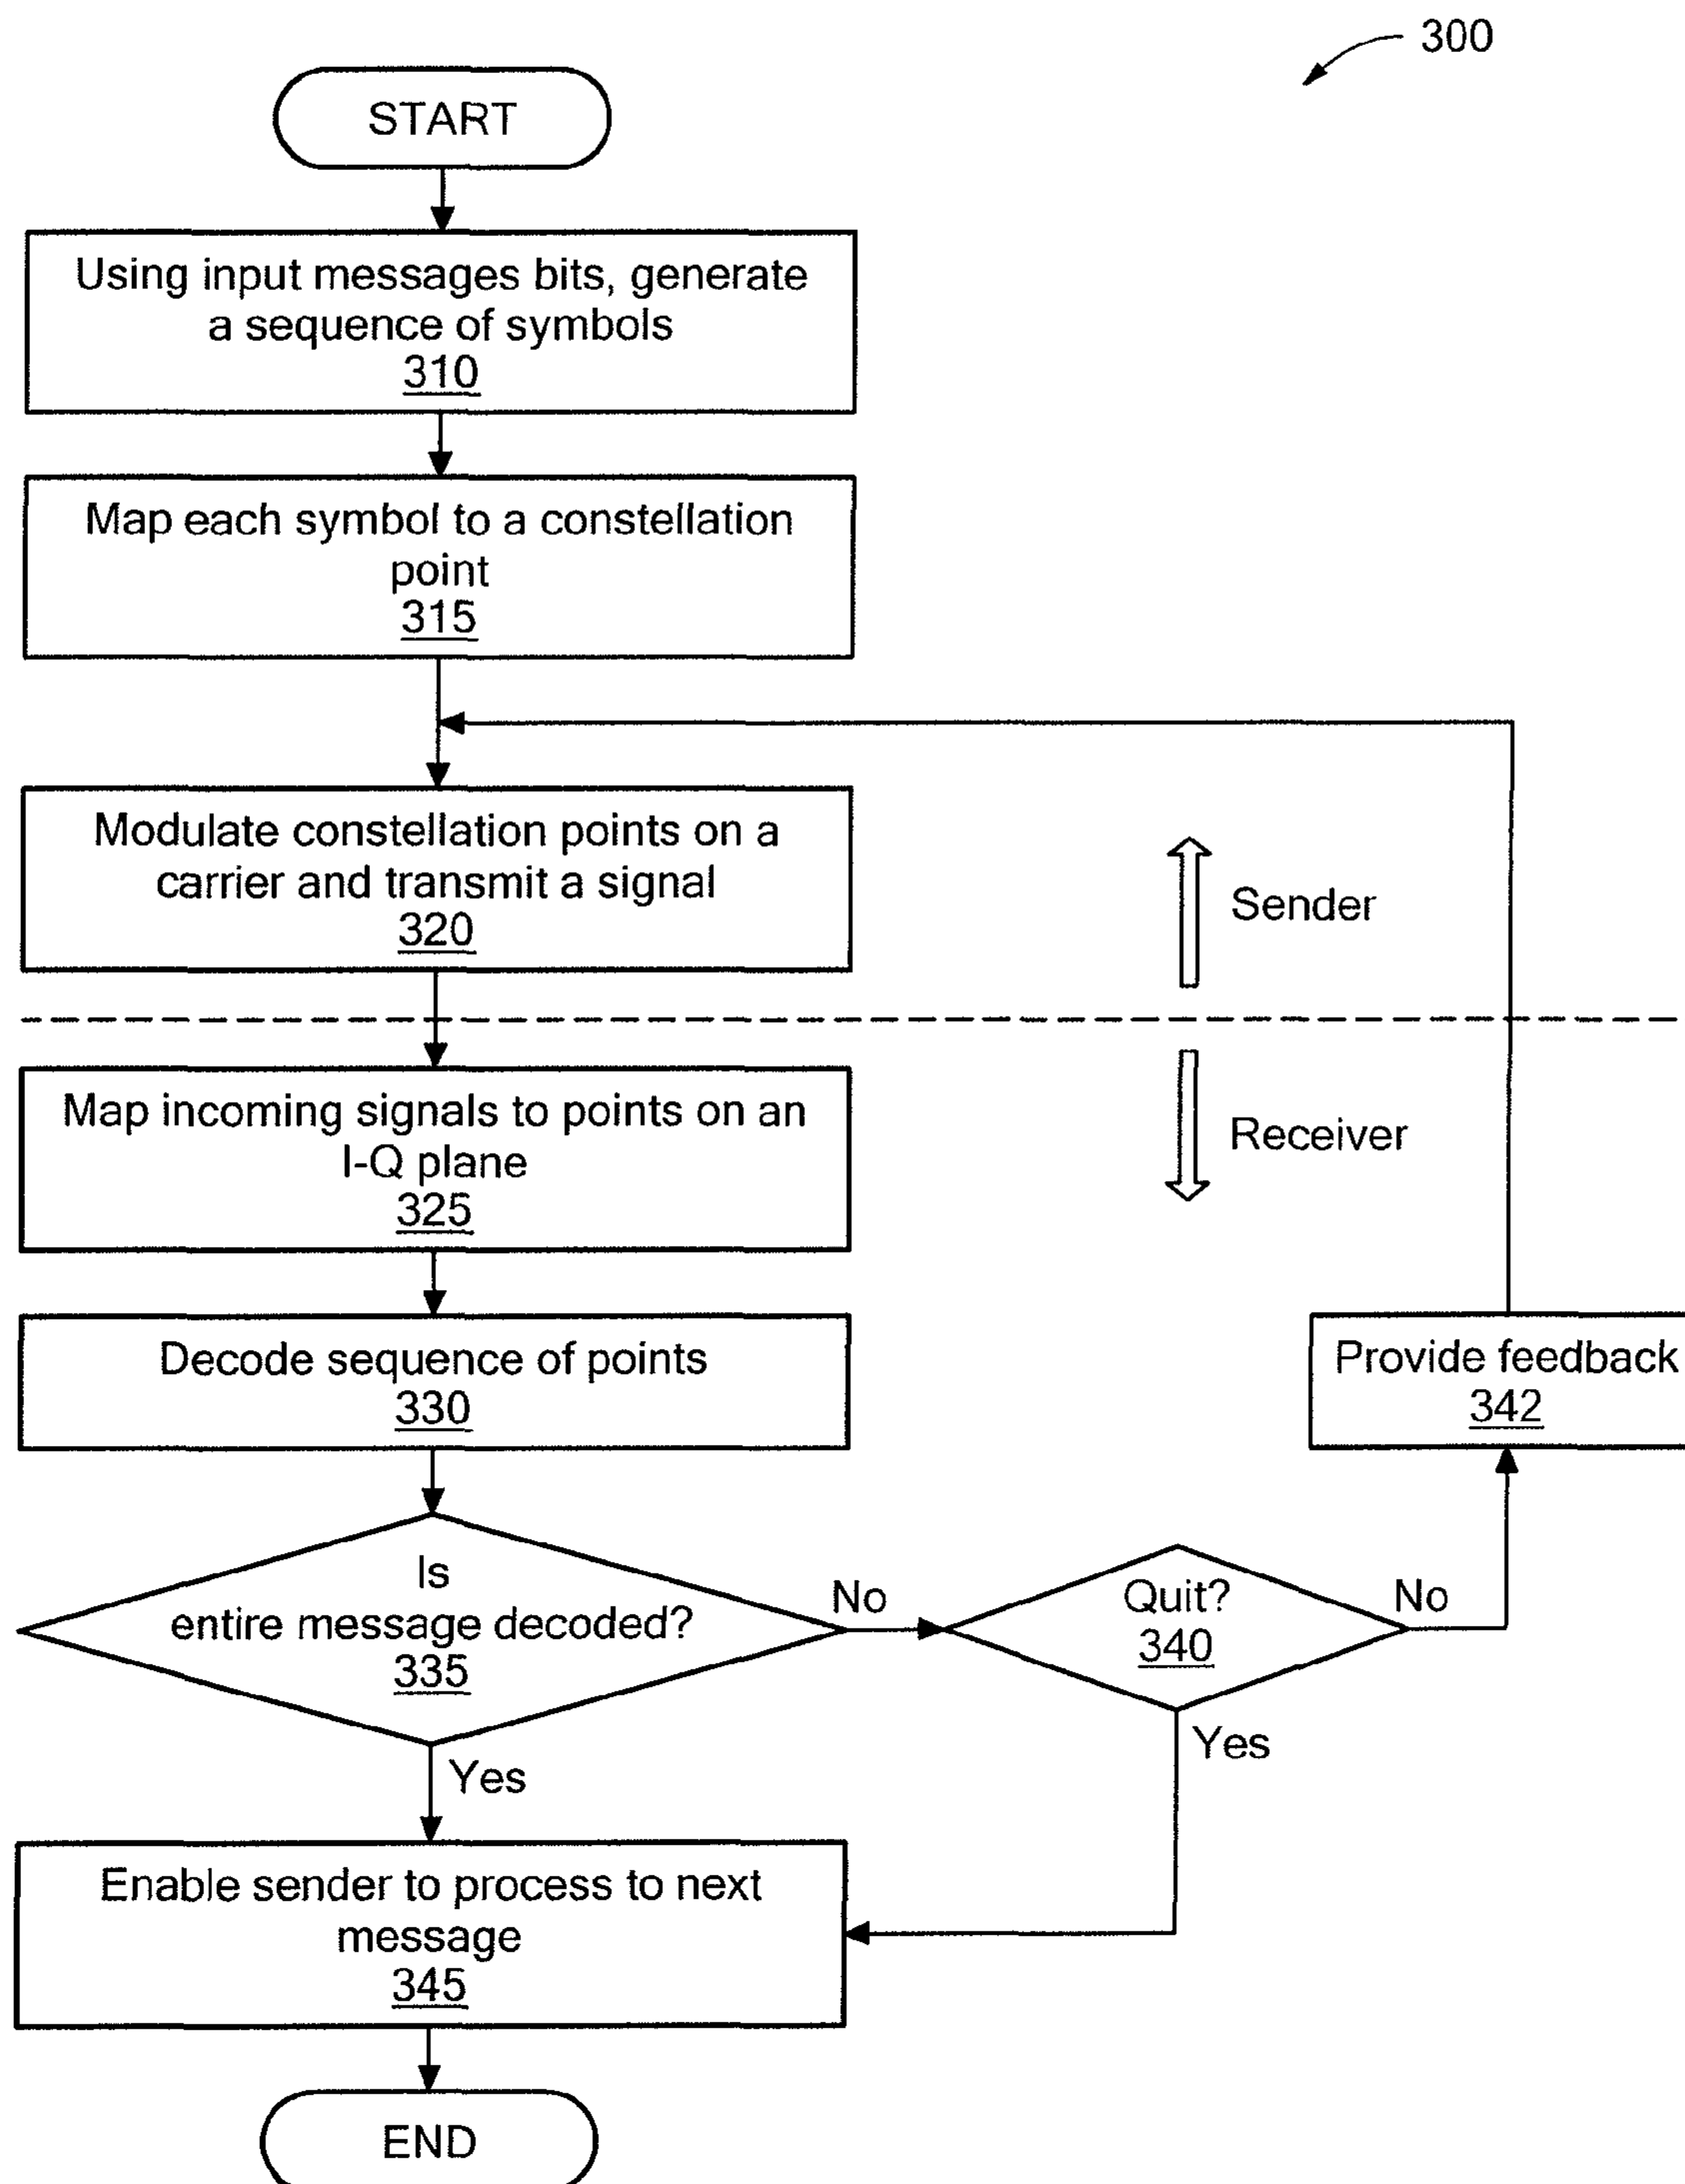 300
START
Using input messages bits, generate
a sequence of symbols
310
Map each symbol to a constellation
point
315
Modulate constellation points on a
carrier and transmit a signal
320
Sender
Receiver
Map incoming signals to points on an
I-Q plane
325
Decode sequence of points
330
Provide feedback
342
Is
entire message decoded?
335
No
Quit?
340
No
Yes
Yes
Enable sender to process to next
message
345
END